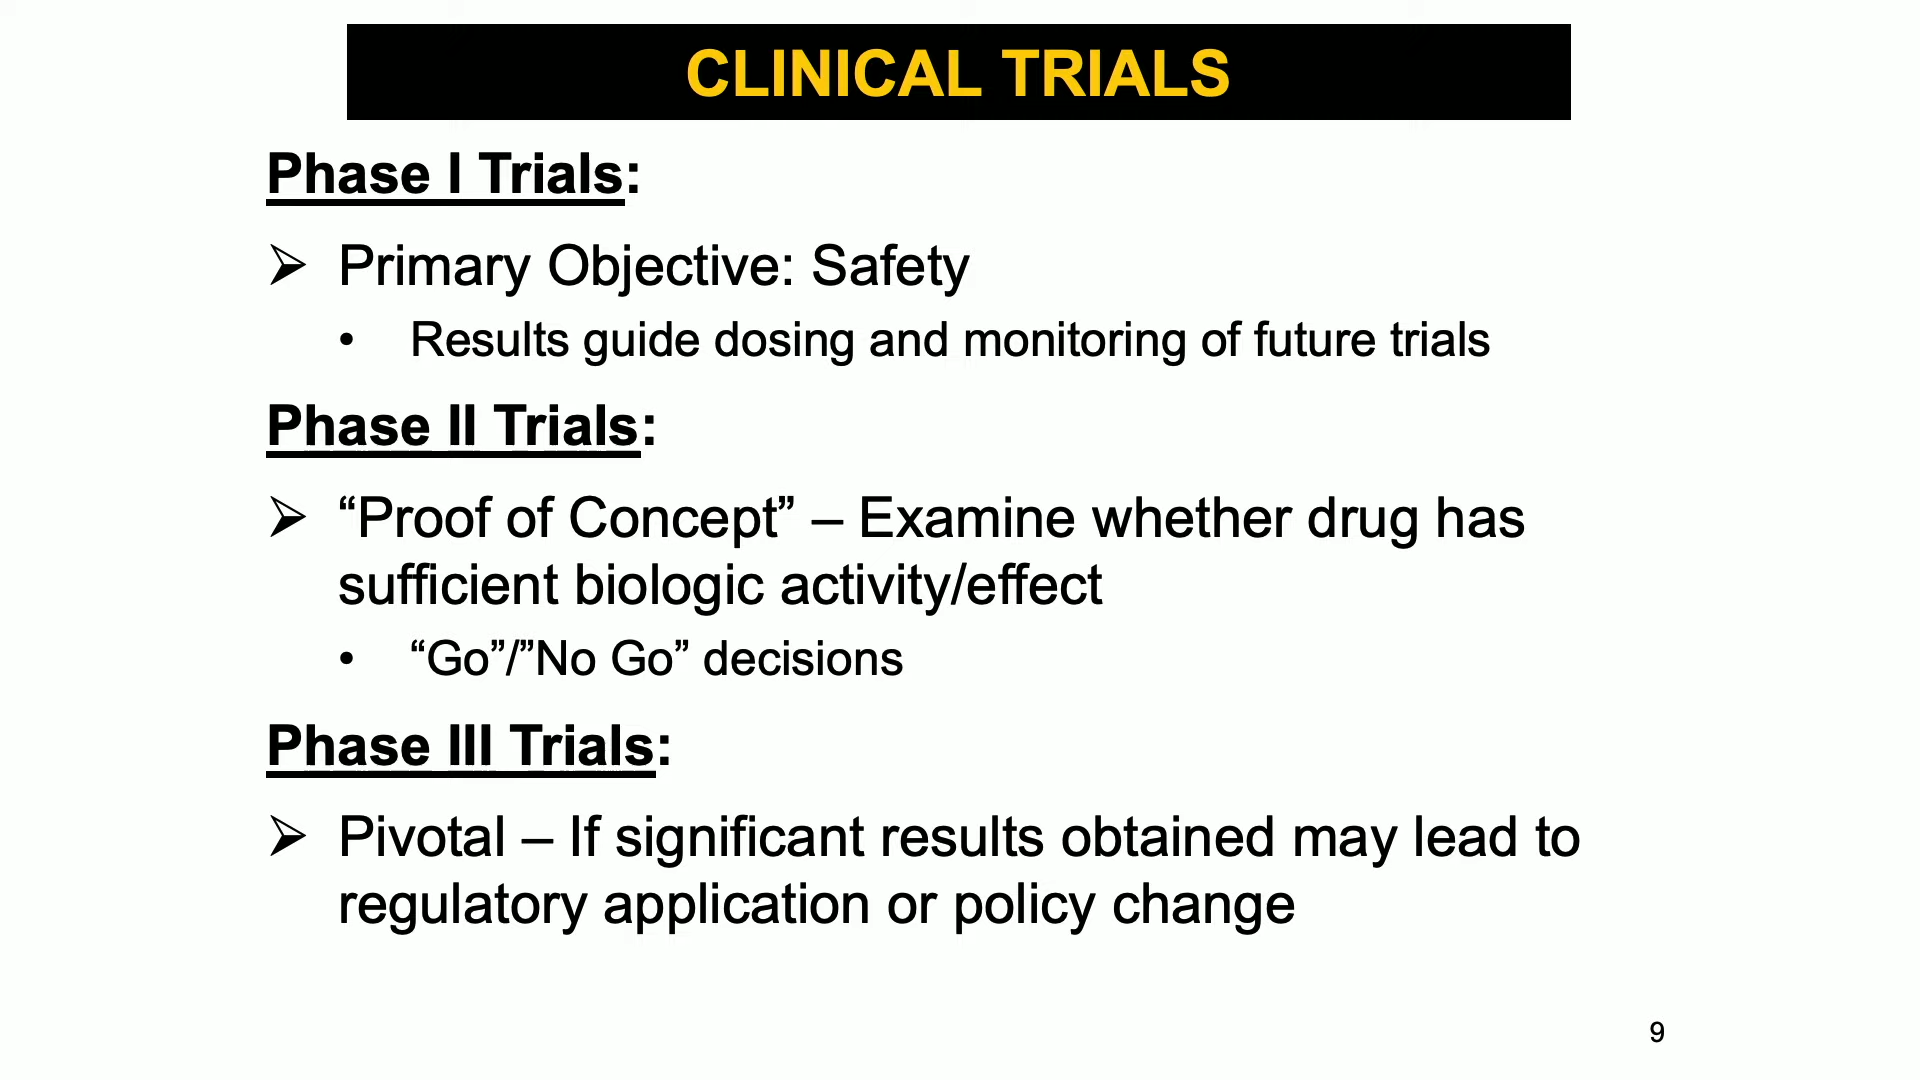 CLINICAL TRIALS
Phase I Trials:
➢ Primary Objective: Safety
• Results guide dosing and monitoring of future trials
Phase II Trials:
➢ “Proof of Concept” – Examine whether drug has
sufficient biologic activity/effect
• “Go”/”No Go” decisions
Phase III Trials:
➢ Pivotal – If significant results obtained may lead to
regulatory application or policy change
9